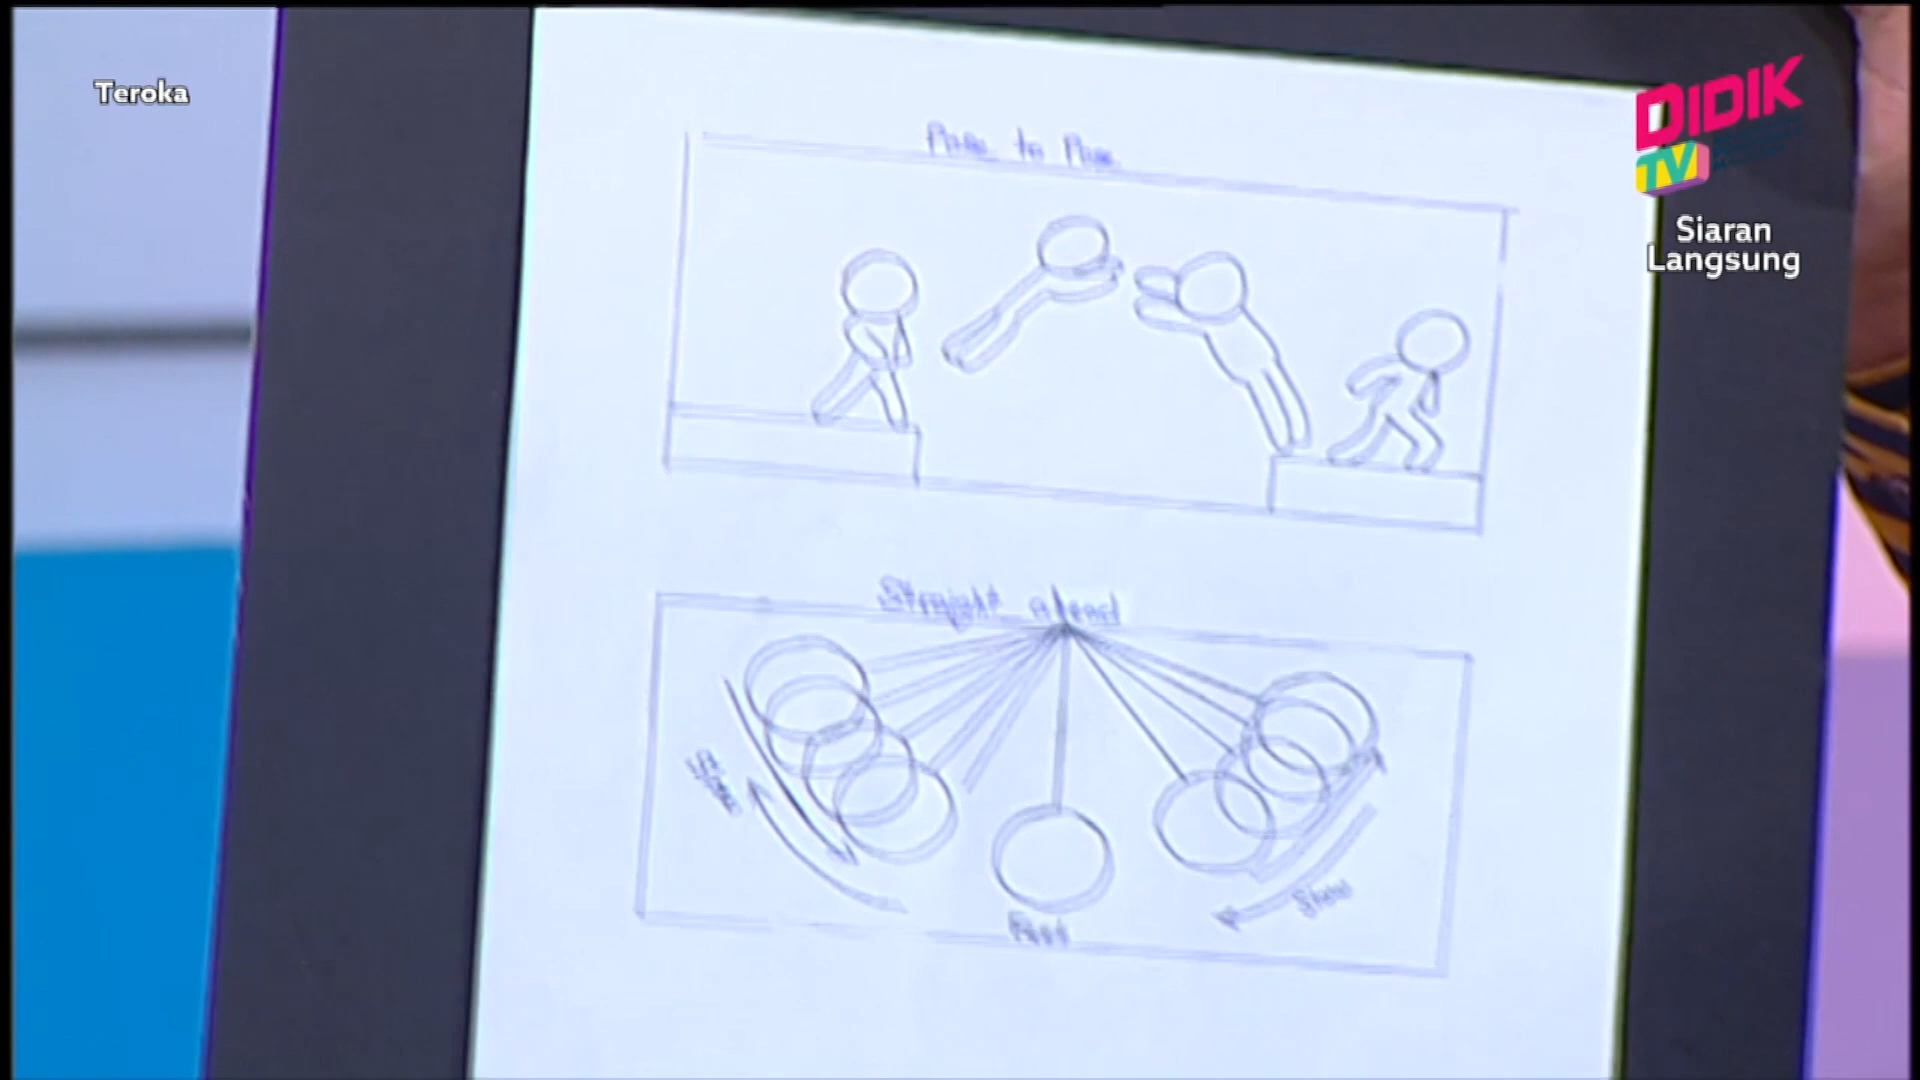 Teroka
DIDIK
TV
Siaran
Langsung
Pose to Pose
Straight ahead
Slow
Fast
Slow